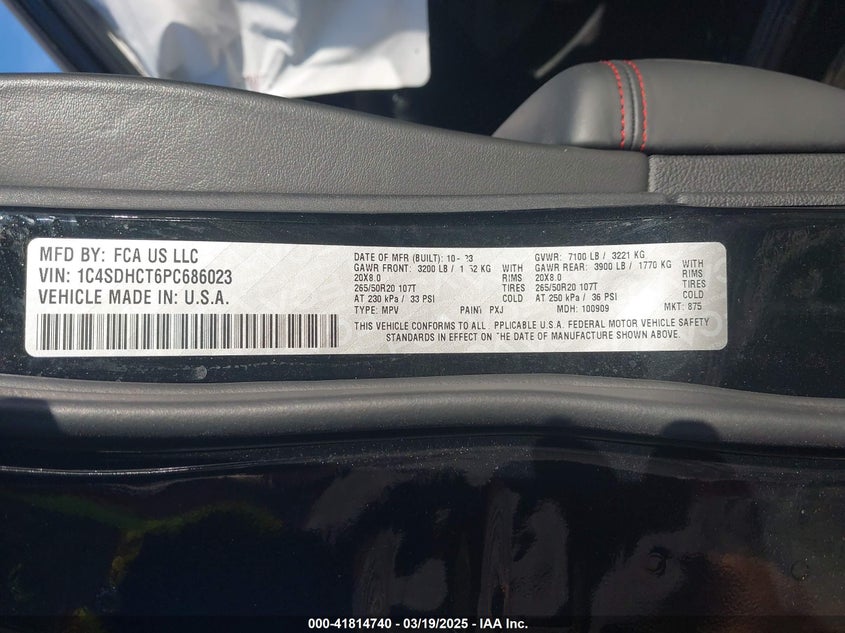 MFD BY: FCA US LLC
VIN: 1C4SDHCT6PC686023
VEHICLE MADE IN: U.S.A.
DATE OF MFR (BUILT):
GVWR: 7100 LB / 3221 KG
GAWR FRONT: 3200 LB / KG WITH
GAWR REAR: 3900 LB / 1770 KG WITH
20X8.0 RIMS
20X8.0 RIMS
265/50R20 107T TIRES
265/50R20 107T TIRES
AT 230 kPa / 33 PSI COLD
AT 250 kPa / 36 PSI COLD
TYPE: MPV PAINT: PXJ MDH: 100909 MKT: 875
THIS VEHICLE CONFORMS TO ALL PPLICABLE U.S.A. FEDERAL MOTOR VEHICLE SAFETY
STANDARDS IN EFFECT ON HE DATE OF MANUFACTURE SHOWN ABOVE.
000-41814740 / 03/19/2025 - IAA Inc.